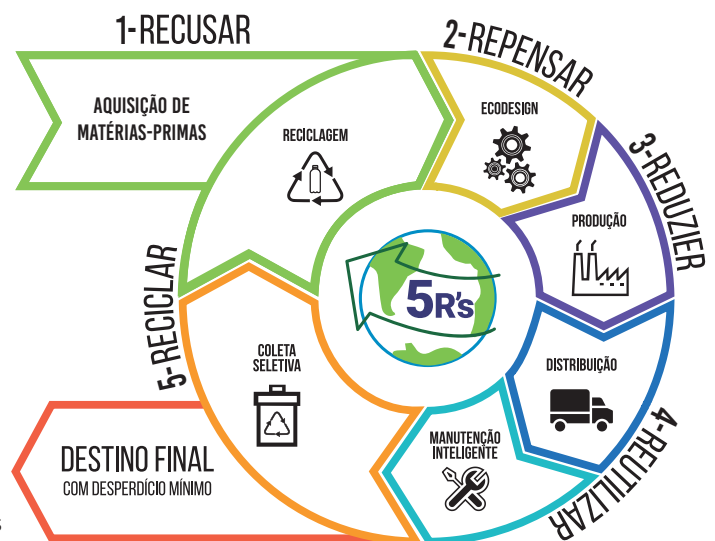 1-RECUSAR
2-REPENSAR
AQUISIÇÃO DE
MATÉRIAS-PRIMAS
RECICLAGEM
ECODESIGN
3-REDUZIER
PRODUÇÃO
5R's
5-RECICLAR
COLETA
SELETIVA
DISTRIBUIÇÃO
4-REUTILIZAR
MANUTENÇÃO
INTELIGENTE
DESTINO FINAL
COM DESPERDÍCIO MÍNIMO
s